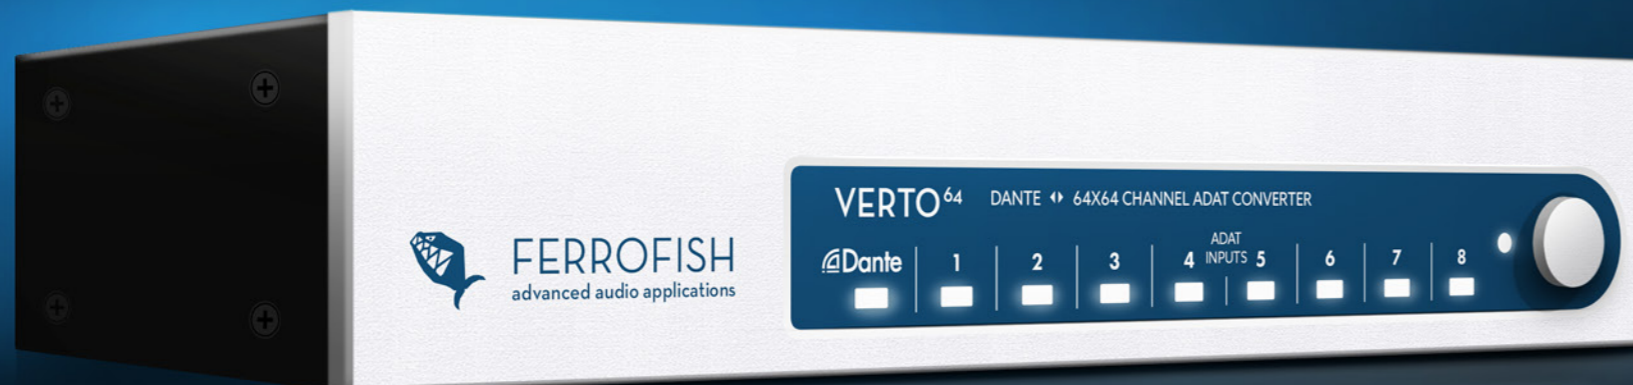 FERROFISH
advanced audio applications
VERTO64 DANTE 64X64 CHANNEL ADAT CONVERTER
Dante 1 2 3 4 ADAT INPUTS 5 6 7 8